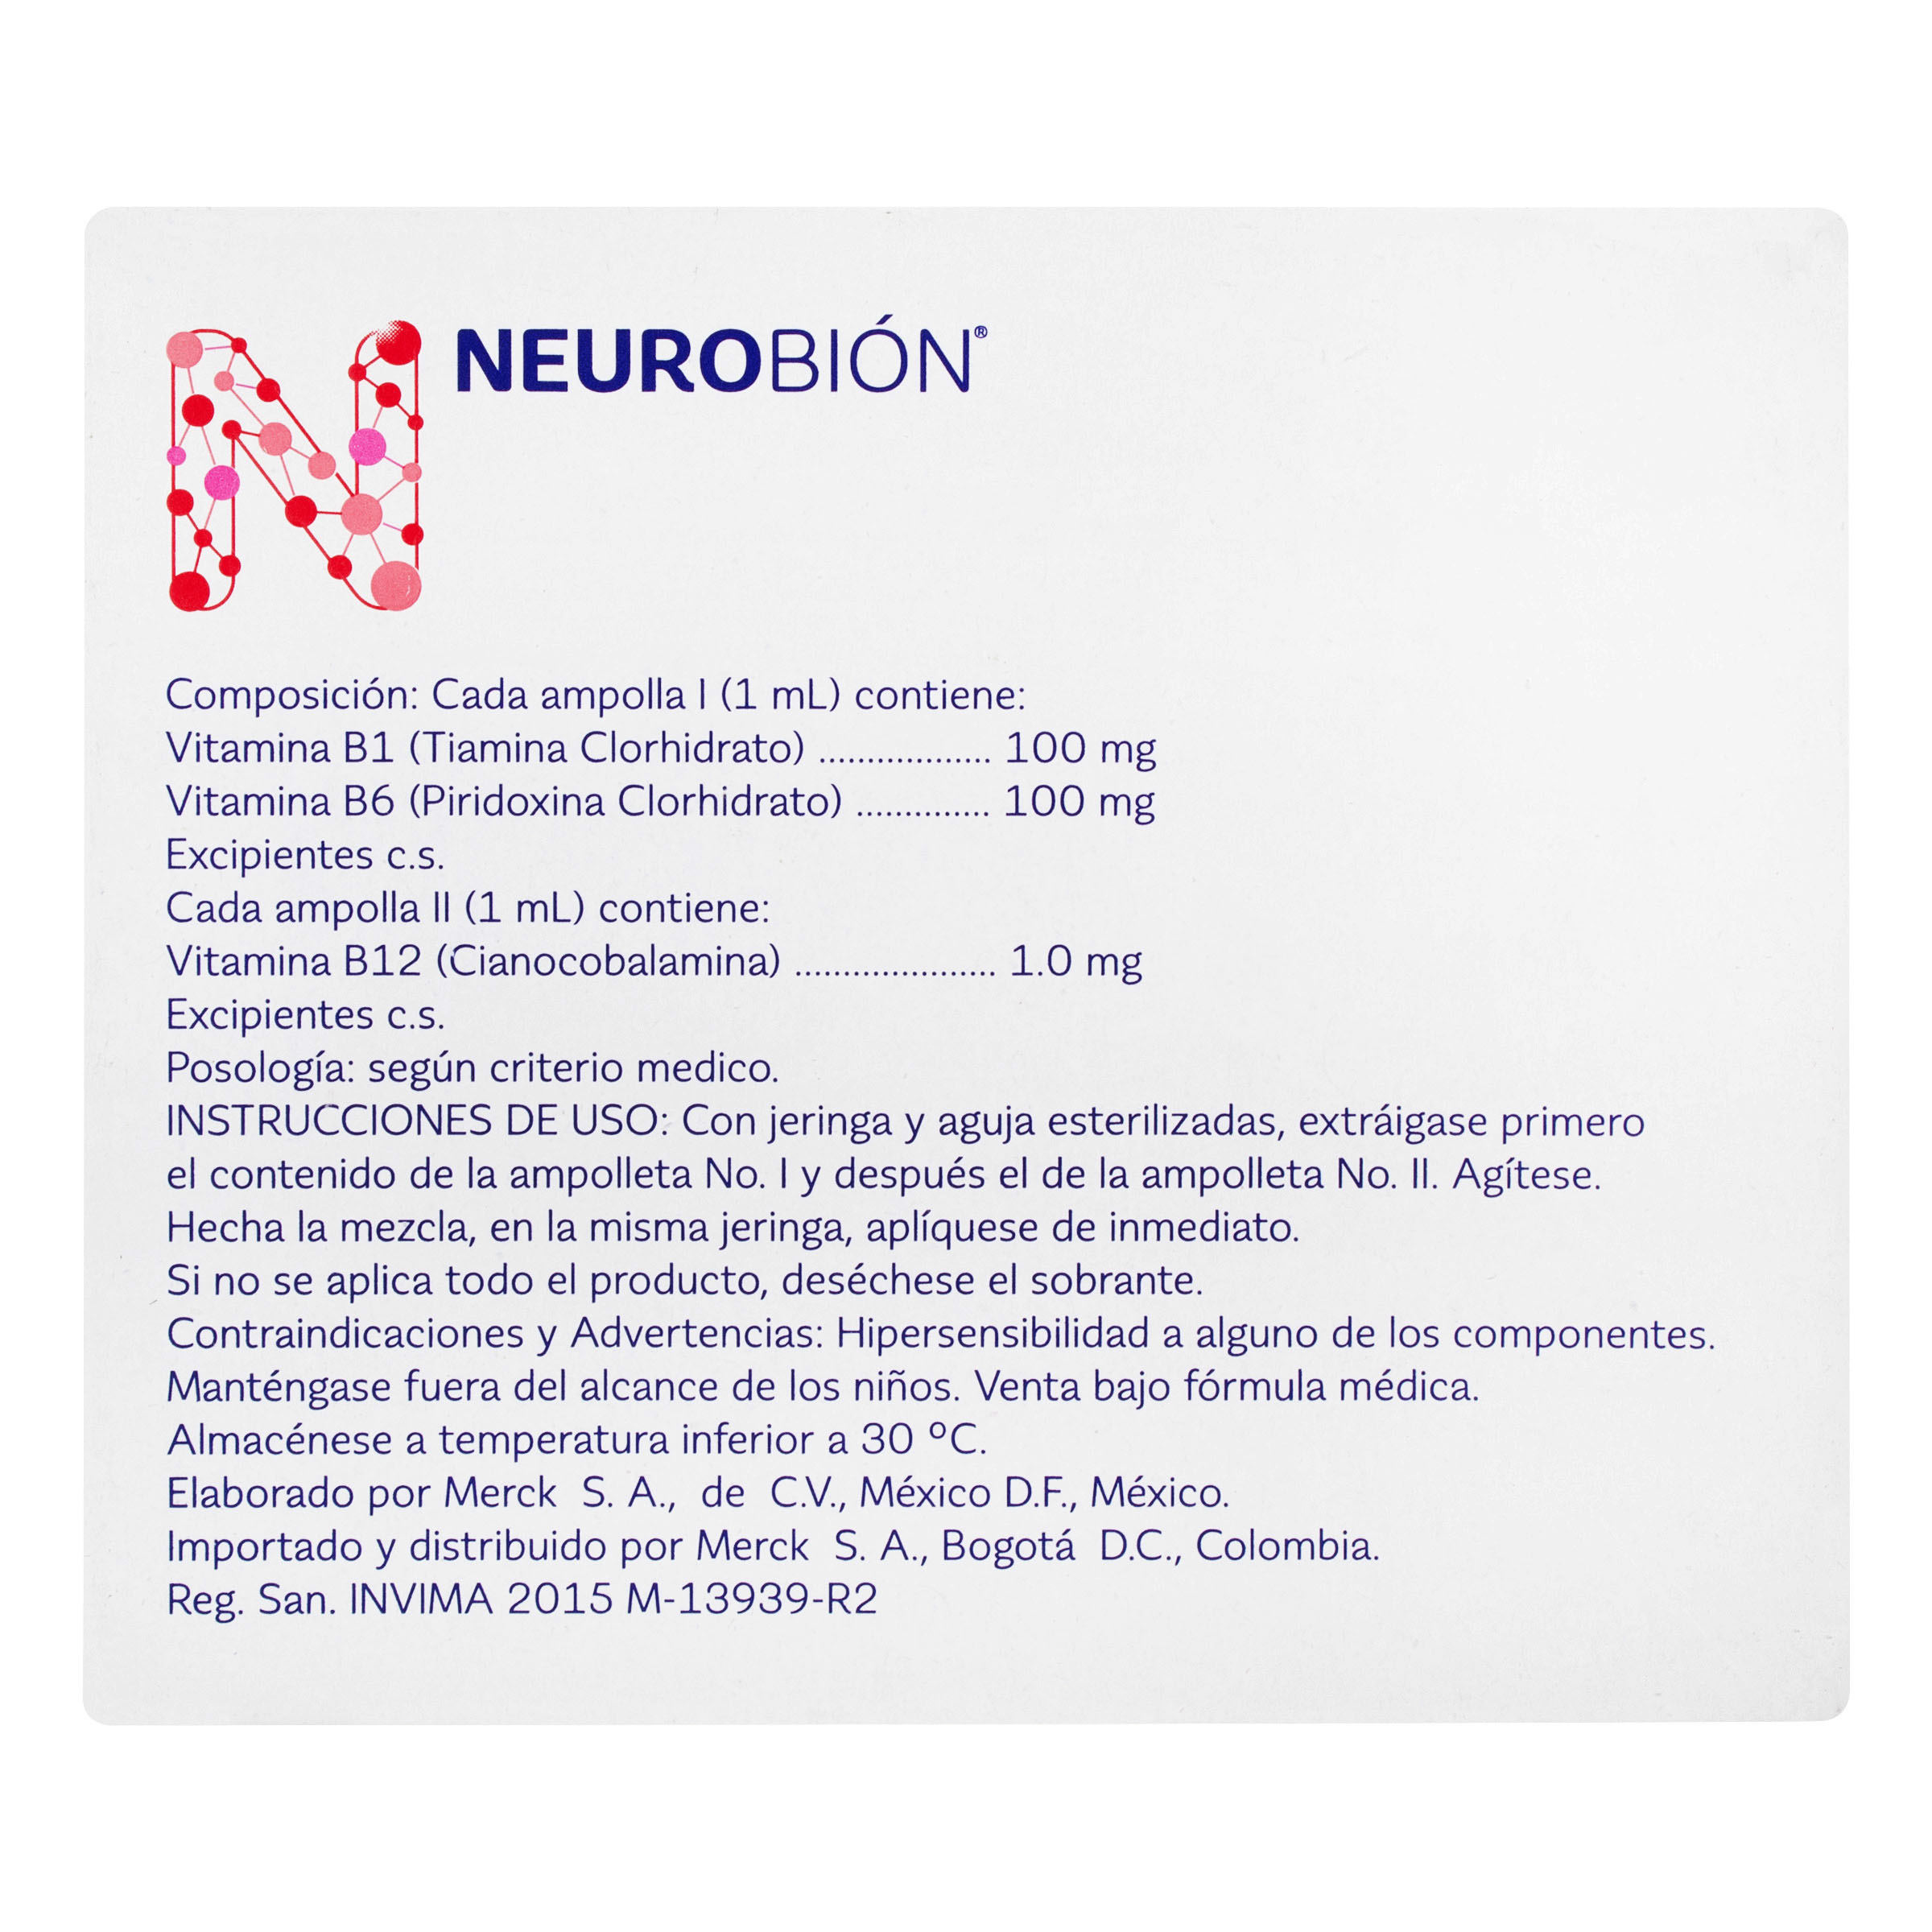 NEUROBIÓN®
Composición: Cada ampolla I (1 mL) contiene:
Vitamina B1 (Tiamina Clorhidrato) .................. 100 mg
Vitamina B6 (Piridoxina Clorhidrato) .............. 100 mg
Excipientes c.s.
Cada ampolla II (1 mL) contiene:
Vitamina B12 (Cianocobalamina) ..................... 1.0 mg
Excipientes c.s.
Posología: según criterio medico.
INSTRUCCIONES DE USO: Con jeringa y aguja esterilizadas, extráigase primero
el contenido de la ampolleta No. I y después el de la ampolleta No. II. Agítese.
Hecha la mezcla, en la misma jeringa, aplíquese de inmediato.
Si no se aplica todo el producto, deséchese el sobrante.
Contraindicaciones y Advertencias: Hipersensibilidad a alguno de los componentes.
Manténgase fuera del alcance de los niños. Venta bajo fórmula médica.
Almacénese a temperatura inferior a 30 °C.
Elaborado por Merck S. A., de C.V., México D.F., México.
Importado y distribuido por Merck S. A., Bogotá D.C., Colombia.
Reg. San. INVIMA 2015 M-13939-R2